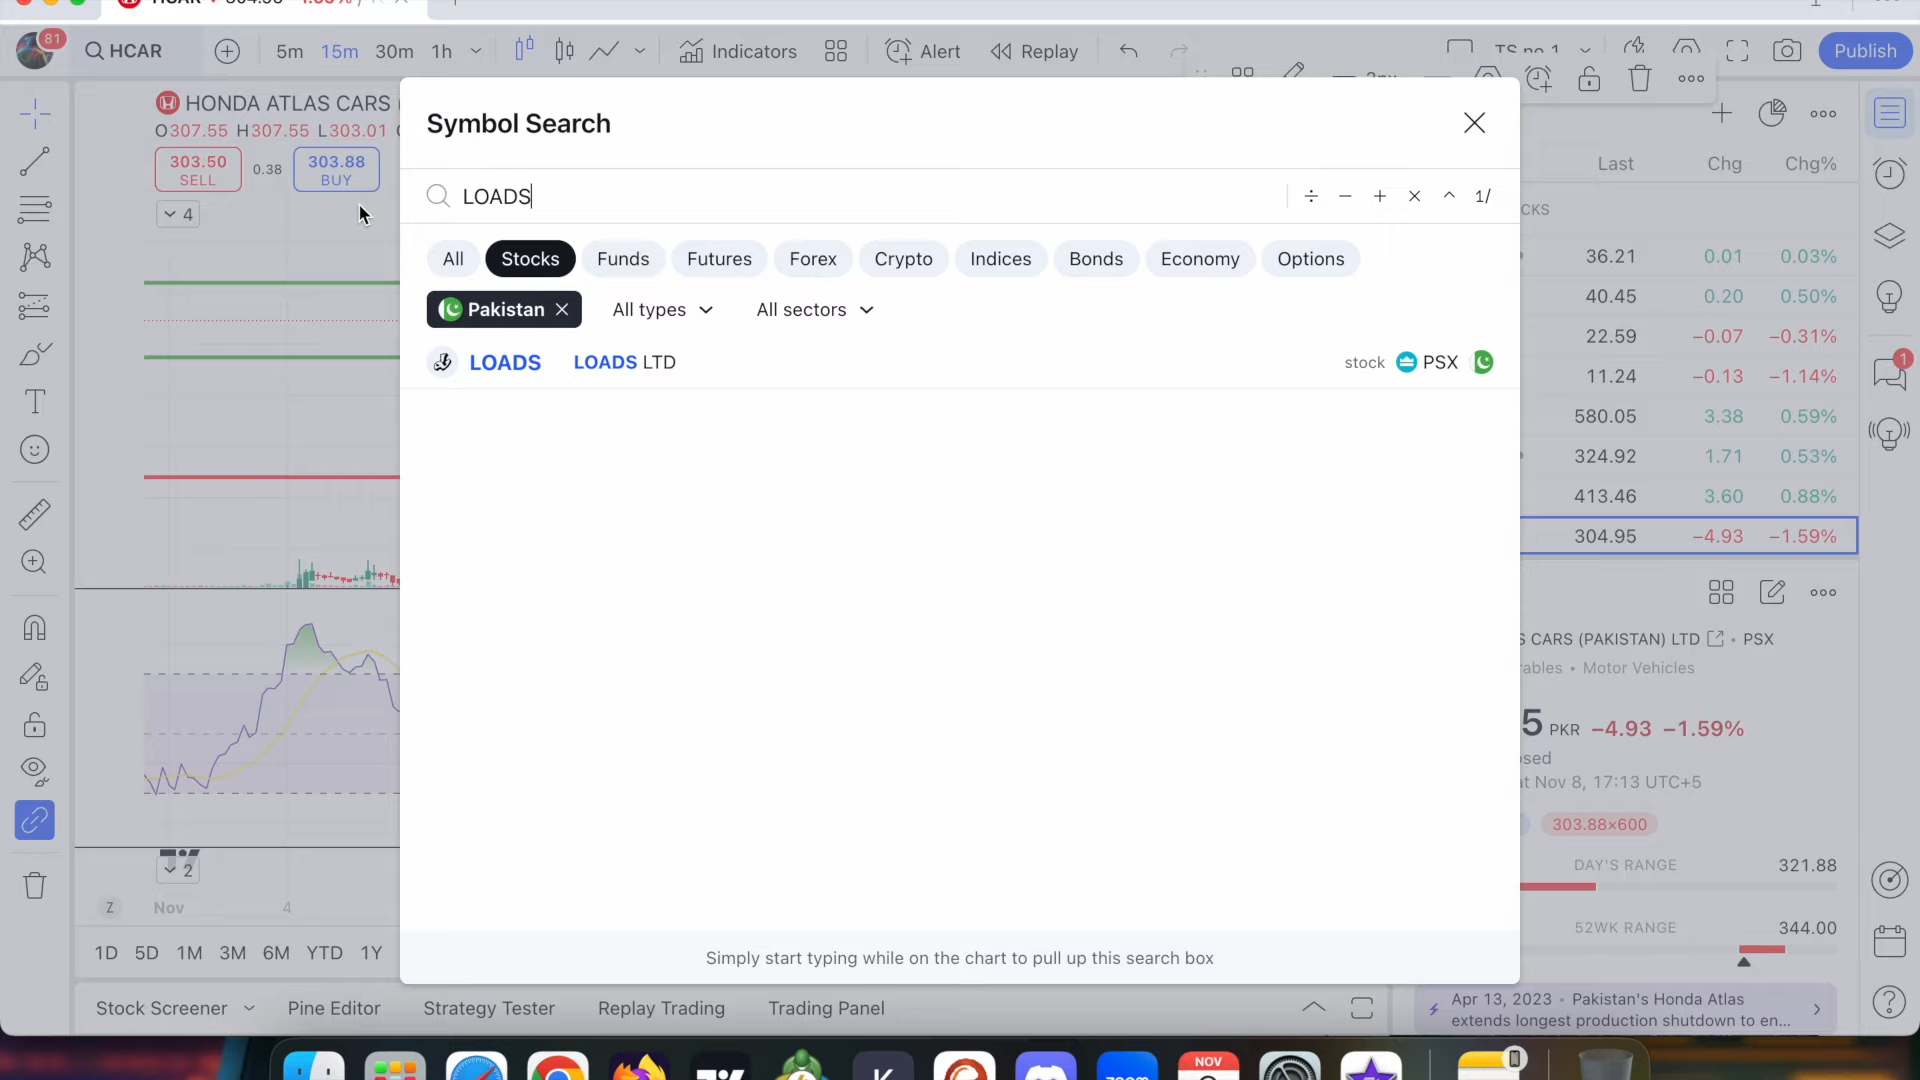 81
HCAR
5m 15m 30m 1h
Indicators
Alert
Replay
Publish
HONDA ATLAS CARS
O307.55 H307.55 L303.01
303.50
SELL
0.38
303.88
BUY
4
Symbol Search
LOADS
÷ − + × ^ 1/
All Stocks Funds Futures Forex Crypto Indices Bonds Economy Options
Pakistan
All types
All sectors
LOADS LOADS LTD stock PSX
Simply start typing while on the chart to pull up this search box
Last Chg Chg%
CKS
36.21 0.01 0.03%
40.45 0.20 0.50%
22.59 −0.07 −0.31%
11.24 −0.13 −1.14%
580.05 3.38 0.59%
324.92 1.71 0.53%
413.46 3.60 0.88%
304.95 −4.93 −1.59%
1
S CARS (PAKISTAN) LTD • PSX
rables • Motor Vehicles
5 PKR −4.93 −1.59%
osed
at Nov 8, 17:13 UTC+5
303.88×600
DAY'S RANGE 321.88
52WK RANGE 344.00
Apr 13, 2023 • Pakistan's Honda Atlas
extends longest production shutdown to en...
2
Z Nov 4
1D 5D 1M 3M 6M YTD 1Y
Stock Screener Pine Editor Strategy Tester Replay Trading Trading Panel
K
zoom
NOV